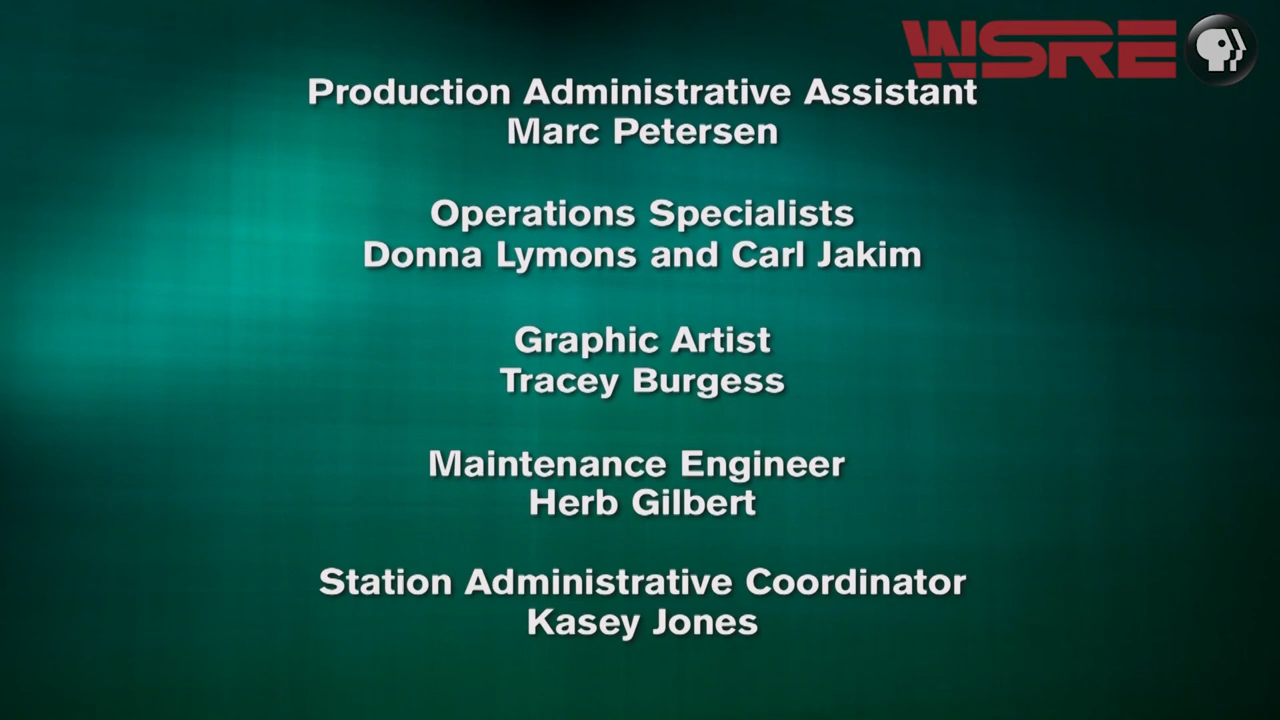 WSRE
Production Administrative Assistant
Marc Petersen
Operations Specialists
Donna Lymons and Carl Jakim
Graphic Artist
Tracey Burgess
Maintenance Engineer
Herb Gilbert
Station Administrative Coordinator
Kasey Jones